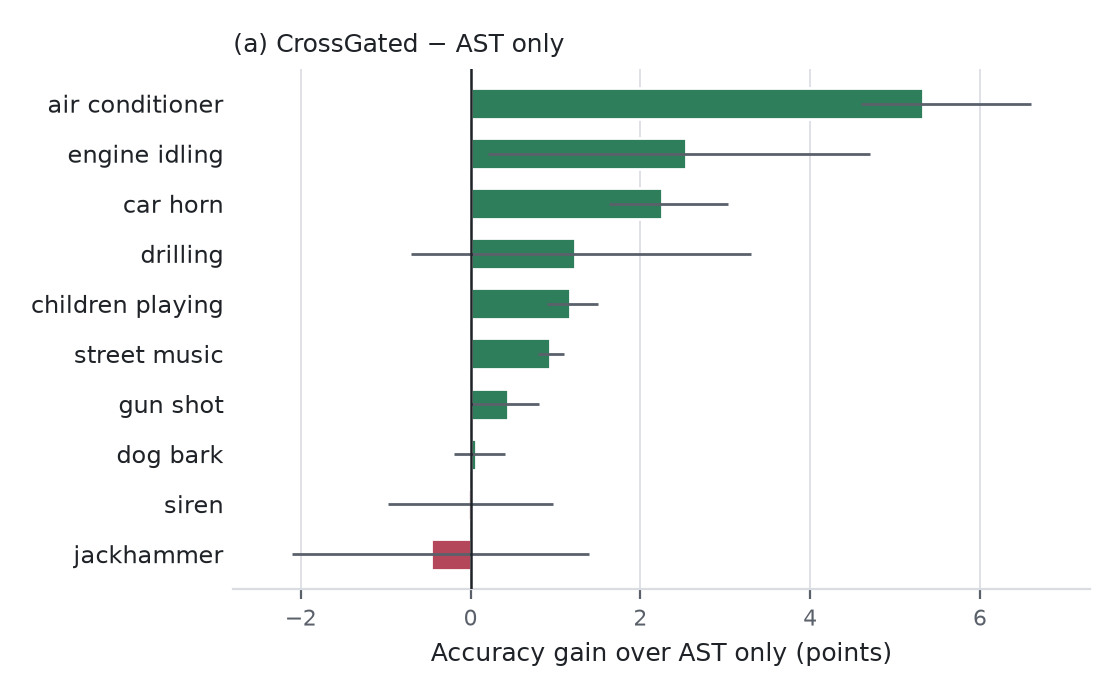 (a) CrossGated − AST only
air conditioner
engine idling
car horn
drilling
children playing
street music
gun shot
dog bark
siren
jackhammer
−2 0 2 4 6
Accuracy gain over AST only (points)